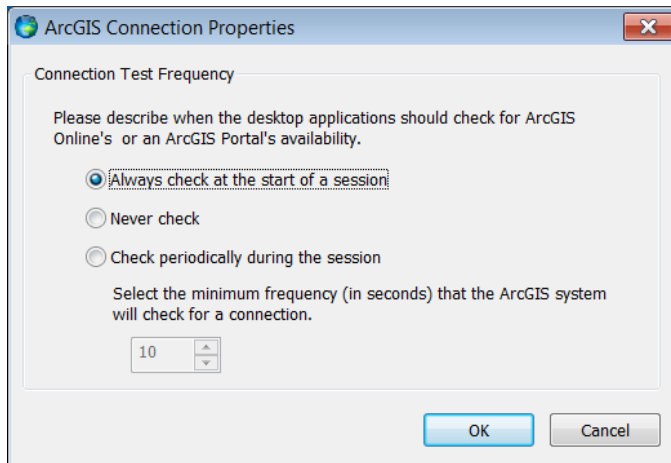 ArcGIS Connection Properties
Connection Test Frequency
Please describe when the desktop applications should check for ArcGIS
Online's or an ArcGIS Portal's availability.
Always check at the start of a session
Never check
Check periodically during the session
Select the minimum frequency (in seconds) that the ArcGIS system
will check for a connection.
10
OK Cancel